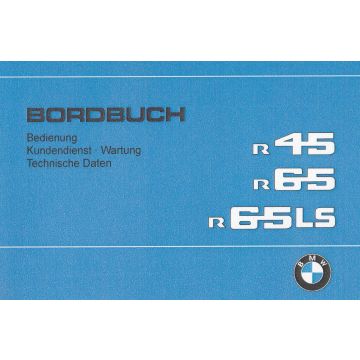 BORDBUCH
Bedienung
Kundendienst · Wartung
Technische Daten
R 45
R 65
R 65 LS
BMW